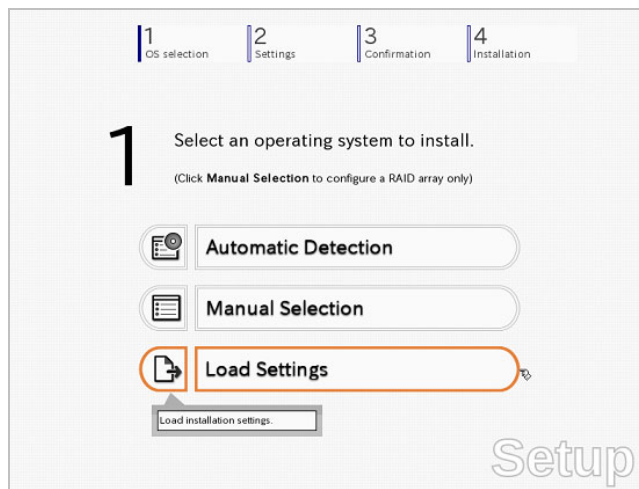 1 2 3 4
OS selection Settings Confirmation Installation
1 Select an operating system to install.
(Click Manual Selection to configure a RAID array only)
Automatic Detection
Manual Selection
Load Settings
Load installation settings.
Setup